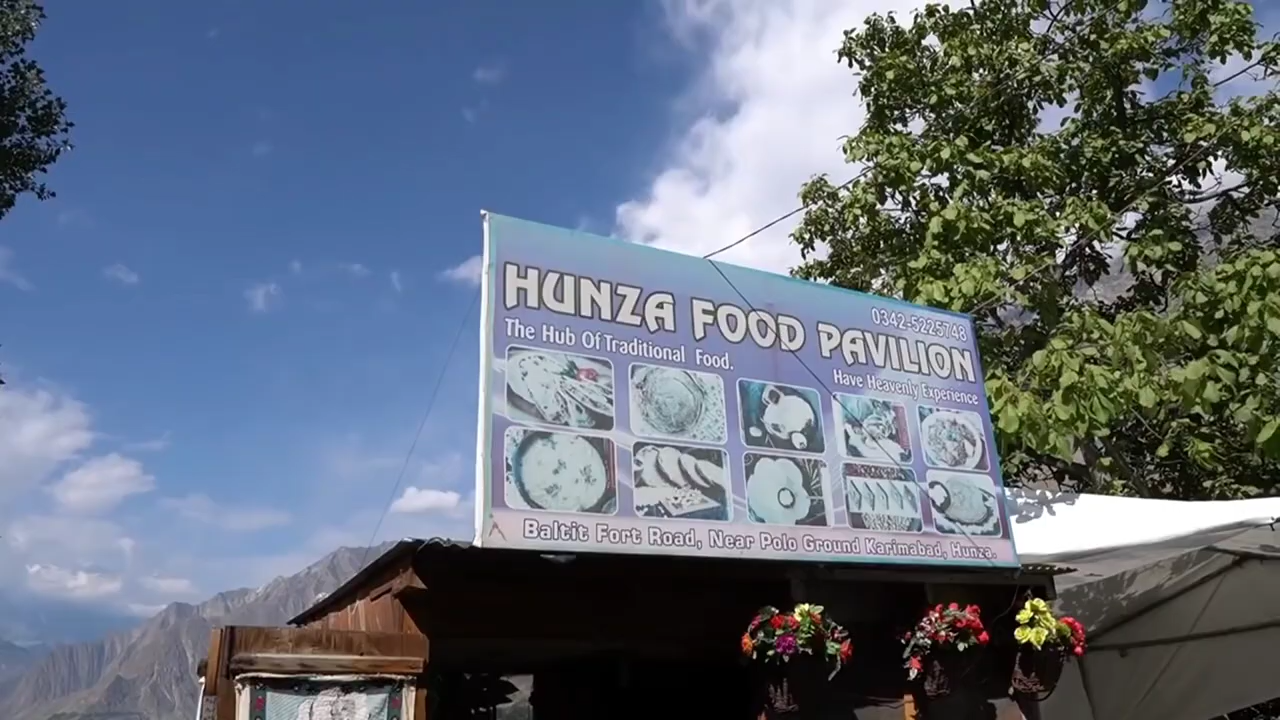 HUNZA FOOD PAVILION
0342-5225748
The Hub Of Traditional Food.
Have Heavenly Experience
Baltit Fort Road, Near Polo Ground Karimabad, Hunza.